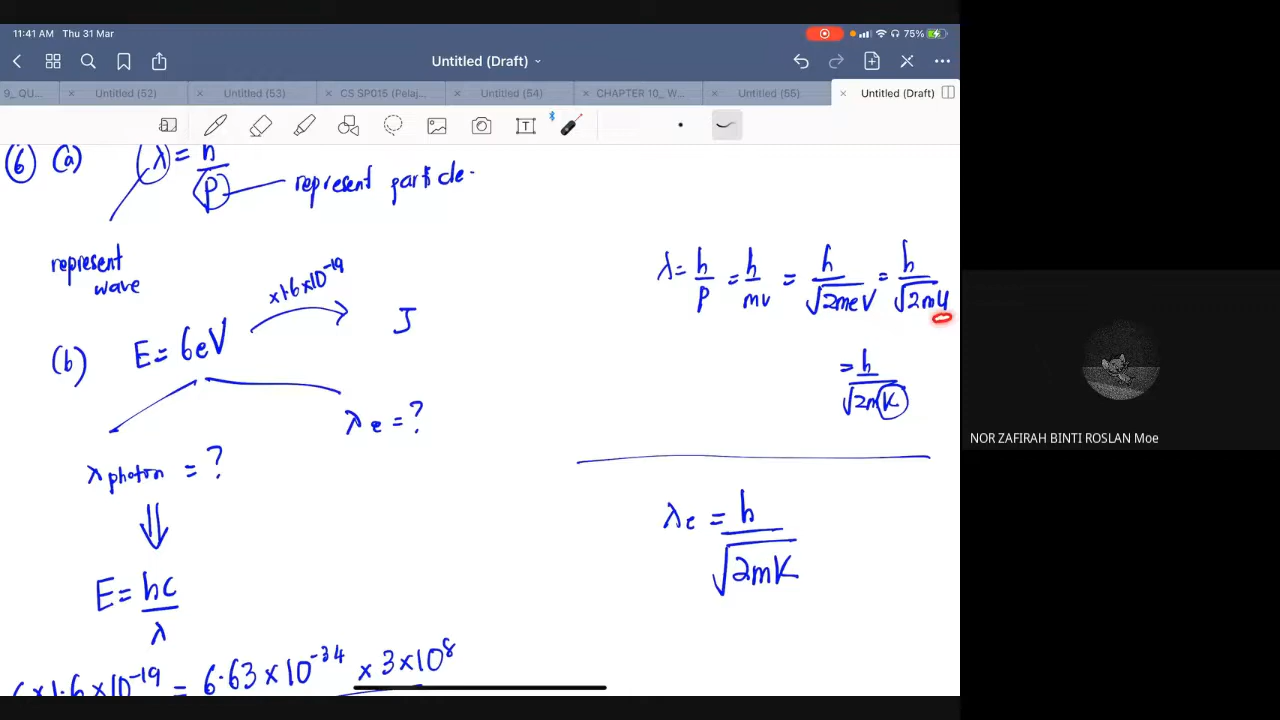 11:41 AM Thu 31 Mar
75%
Untitled (Draft)
9_ QU... Untitled (52) Untitled (53) CS SP015 (Pelaj... Untitled (54) CHAPTER 10_ W... Untitled (55) Untitled (Draft)
(6) (a) λ = h/P
represent particle.
represent
wave
λ = h/P = h/mv = h/√2meV = h/√2mU
= h/√2mK
(b) E = 6eV
×1.6×10⁻¹⁹
J
λe = ?
λphoton = ?
λe = h/√2mK
E = hc/λ
6×1.6×10⁻¹⁹ = 6.63×10⁻³⁴ × 3×10⁸
NOR ZAFIRAH BINTI ROSLAN Moe